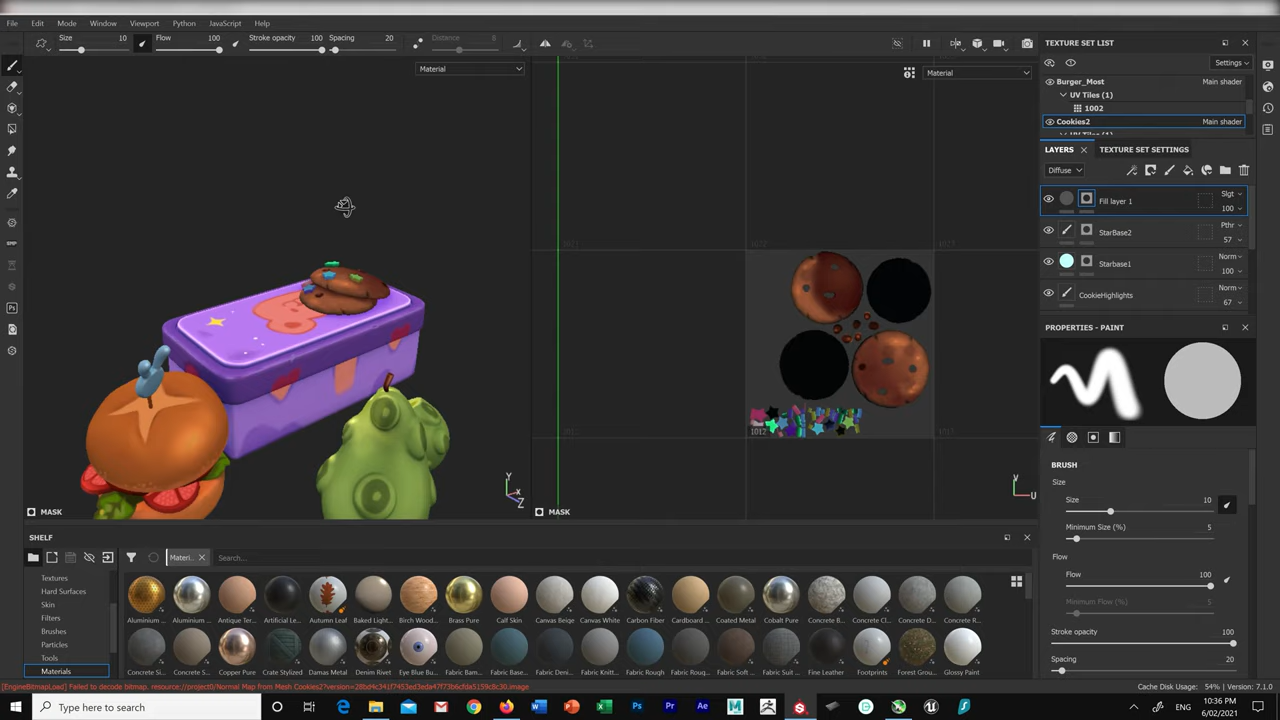 File Edit Mode Window Viewport Python JavaScript Help
Size 10 Flow 100 Stroke opacity 100 Spacing 20 Distance 8
Material
Material
TEXTURE SET LIST
Settings
Burger_Most Main shader
UV Tiles (1)
1002
Cookies2 Main shader
LAYERS TEXTURE SET SETTINGS
Diffuse
Fill layer 1 Slgt 100
StarBase2 Pthr 57
Starbase1 Norm 100
CookieHighlights Norm 67
PROPERTIES - PAINT
BRUSH
Size
Size 10
Minimum Size (%) 5
Flow
Flow 100
Minimum Flow (%) 5
Stroke opacity 100
Spacing 20
1021 1022 1023
1012
Y
X
Z
V
U
MASK
MASK
SHELF
Materi... Search...
Textures
Hard Surfaces
Skin
Filters
Brushes
Particles
Tools
Materials
Aluminium ... Aluminium ... Antique Ter... Artificial Le... Autumn Leaf Baked Light... Birch Wood... Brass Pure Calf Skin Canvas Beige Canvas White Carbon Fiber Cardboard ... Coated Metal Cobalt Pure Concrete B... Concrete Cl... Concrete D... Concrete R...
Concrete Si... Concrete S... Copper Pure Crate Stylized Damas Metal Denim Rivet Eye Blue Bu... Fabric Bam... Fabric Base... Fabric Deni... Fabric Knitt... Fabric Rough Fabric Roug... Fabric Soft ... Fabric Suit ... Fine Leather Footprints Forest Grou... Glossy Paint
Cache Disk Usage: 54% | Version: 7.1.0
Type here to search
ENG
10:36 PM
6/02/2021